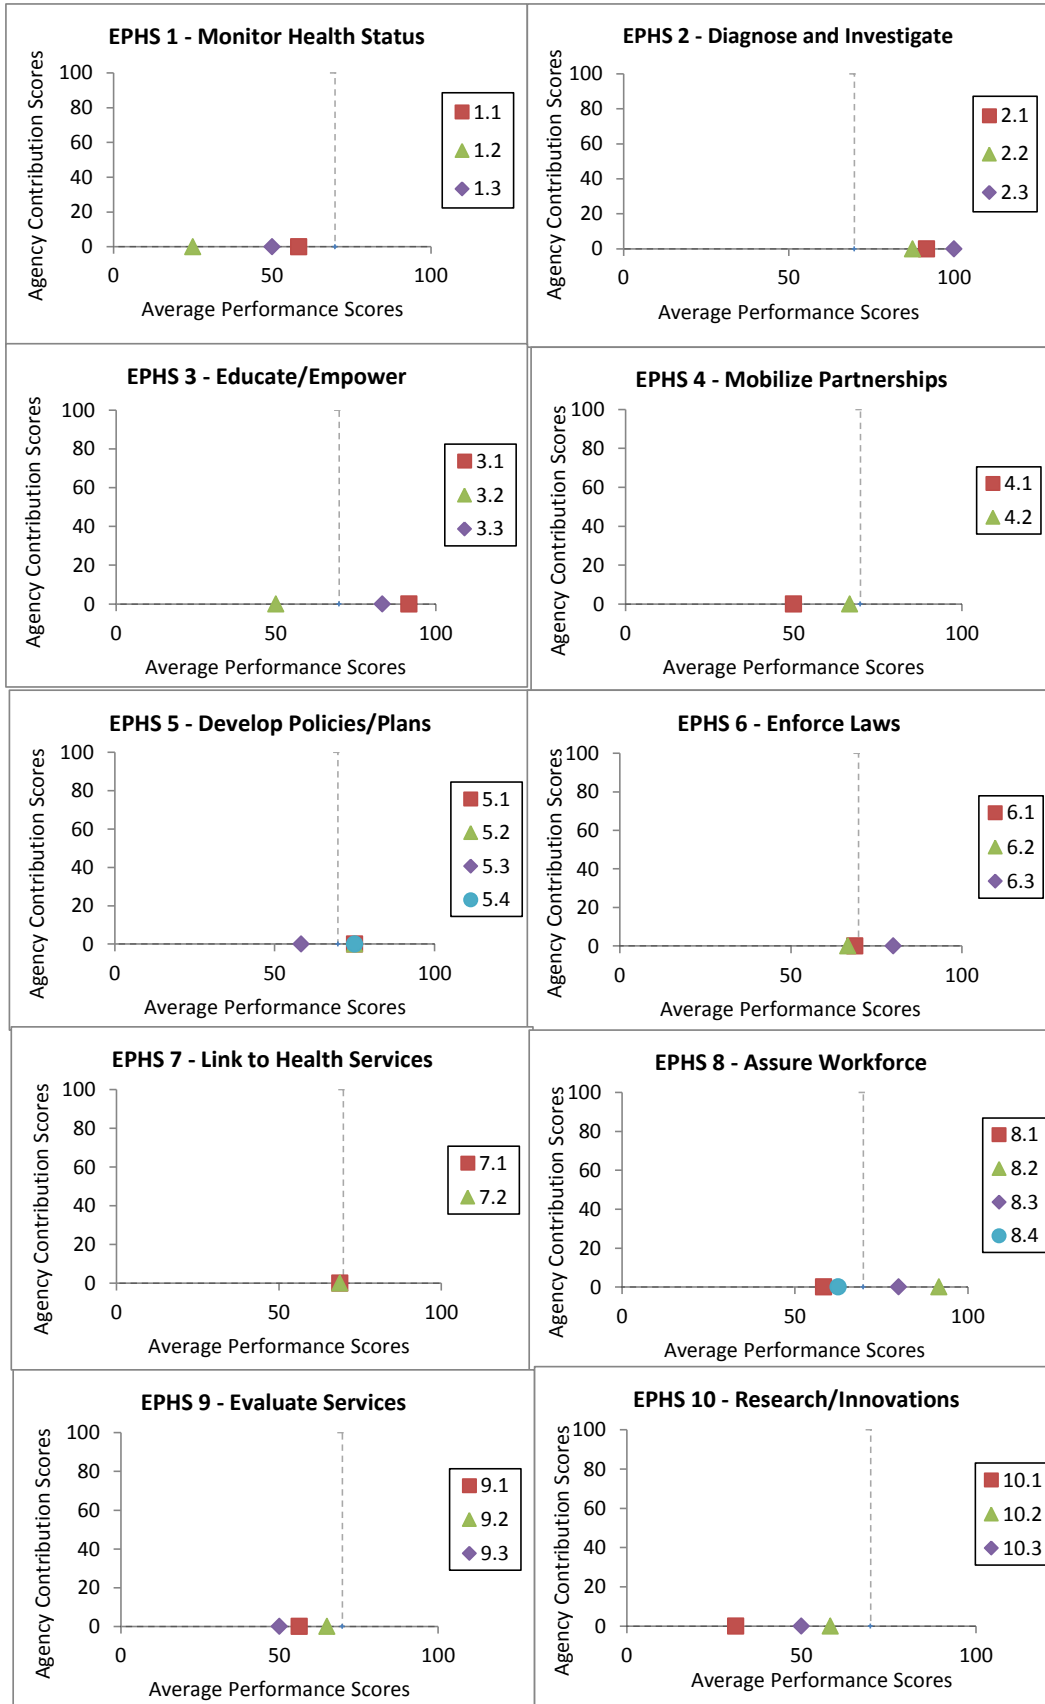 EPHS 1 - Monitor Health Status
Agency Contribution Scores
100
80
60
40
20
0
0 50 100
Average Performance Scores
1.1
1.2
1.3
EPHS 2 - Diagnose and Investigate
Agency Contribution Scores
100
80
60
40
20
0
0 50 100
Average Performance Scores
2.1
2.2
2.3
EPHS 3 - Educate/Empower
Agency Contribution Scores
100
80
60
40
20
0
0 50 100
Average Performance Scores
3.1
3.2
3.3
EPHS 4 - Mobilize Partnerships
Agency Contribution Scores
100
80
60
40
20
0
0 50 100
Average Performance Scores
4.1
4.2
EPHS 5 - Develop Policies/Plans
Agency Contribution Scores
100
80
60
40
20
0
0 50 100
Average Performance Scores
5.1
5.2
5.3
5.4
EPHS 6 - Enforce Laws
Agency Contribution Scores
100
80
60
40
20
0
0 50 100
Average Performance Scores
6.1
6.2
6.3
EPHS 7 - Link to Health Services
Agency Contribution Scores
100
80
60
40
20
0
0 50 100
Average Performance Scores
7.1
7.2
EPHS 8 - Assure Workforce
Agency Contribution Scores
100
80
60
40
20
0
0 50 100
Average Performance Scores
8.1
8.2
8.3
8.4
EPHS 9 - Evaluate Services
Agency Contribution Scores
100
80
60
40
20
0
0 50 100
Average Performance Scores
9.1
9.2
9.3
EPHS 10 - Research/Innovations
Agency Contribution Scores
100
80
60
40
20
0
0 50 100
Average Performance Scores
10.1
10.2
10.3